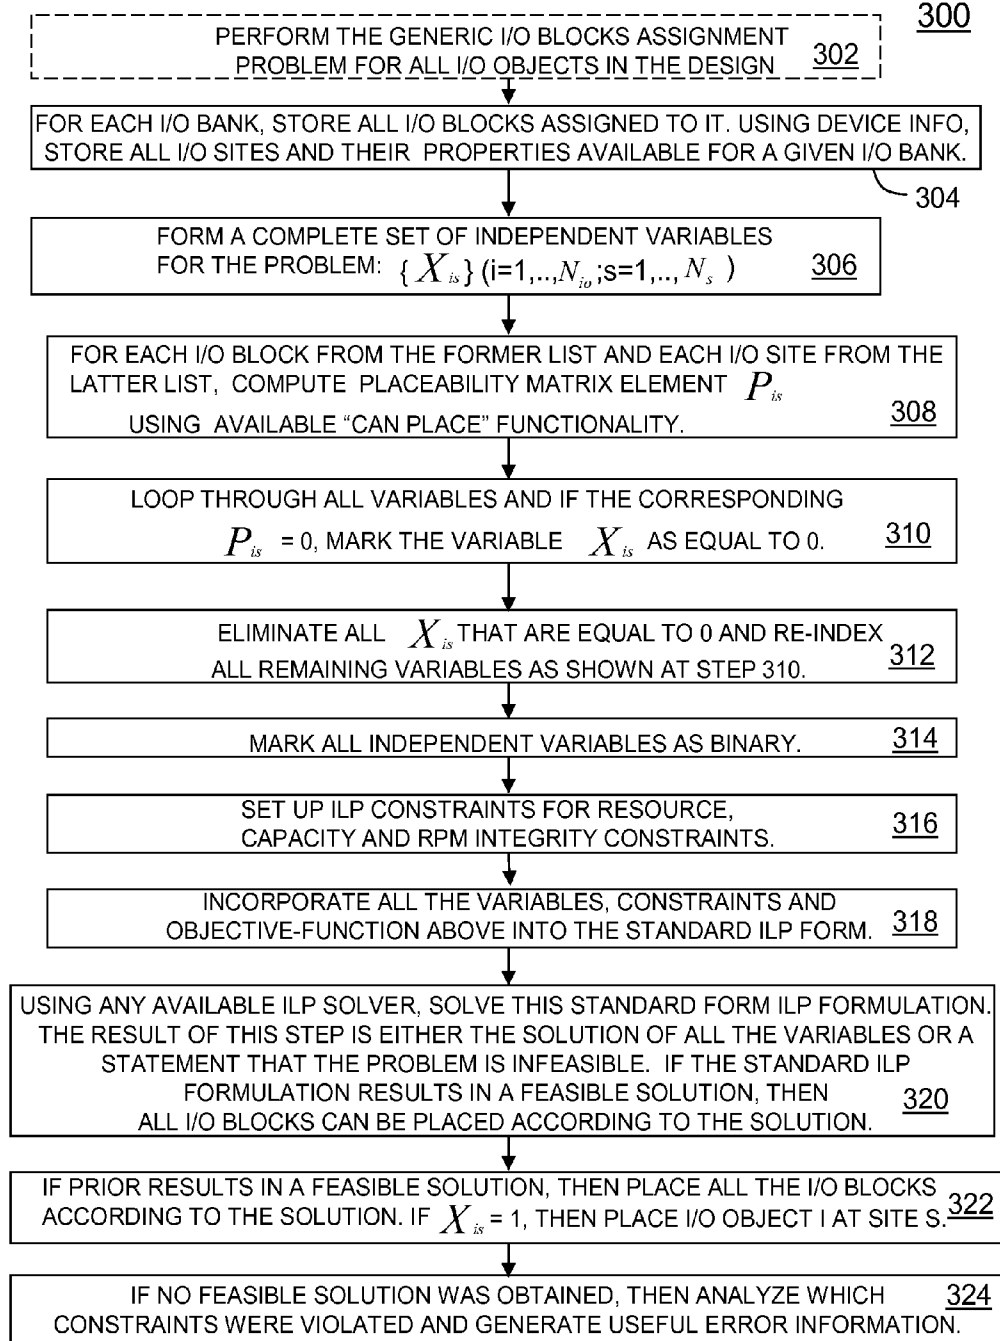 300
PERFORM THE GENERIC I/O BLOCKS ASSIGNMENT
PROBLEM FOR ALL I/O OBJECTS IN THE DESIGN 302
FOR EACH I/O BANK, STORE ALL I/O BLOCKS ASSIGNED TO IT. USING DEVICE INFO,
STORE ALL I/O SITES AND THEIR PROPERTIES AVAILABLE FOR A GIVEN I/O BANK.
304
FORM A COMPLETE SET OF INDEPENDENT VARIABLES
FOR THE PROBLEM: { X_is } (i=1,..,N_io ;s=1,.., N_s ) 306
FOR EACH I/O BLOCK FROM THE FORMER LIST AND EACH I/O SITE FROM THE
LATTER LIST, COMPUTE PLACEABILITY MATRIX ELEMENT P_is
USING AVAILABLE “CAN PLACE” FUNCTIONALITY. 308
LOOP THROUGH ALL VARIABLES AND IF THE CORRESPONDING
P_is = 0, MARK THE VARIABLE X_is AS EQUAL TO 0. 310
ELIMINATE ALL X_is THAT ARE EQUAL TO 0 AND RE-INDEX
ALL REMAINING VARIABLES AS SHOWN AT STEP 310. 312
MARK ALL INDEPENDENT VARIABLES AS BINARY. 314
SET UP ILP CONSTRAINTS FOR RESOURCE,
CAPACITY AND RPM INTEGRITY CONSTRAINTS. 316
INCORPORATE ALL THE VARIABLES, CONSTRAINTS AND
OBJECTIVE-FUNCTION ABOVE INTO THE STANDARD ILP FORM. 318
USING ANY AVAILABLE ILP SOLVER, SOLVE THIS STANDARD FORM ILP FORMULATION.
THE RESULT OF THIS STEP IS EITHER THE SOLUTION OF ALL THE VARIABLES OR A
STATEMENT THAT THE PROBLEM IS INFEASIBLE. IF THE STANDARD ILP
FORMULATION RESULTS IN A FEASIBLE SOLUTION, THEN
ALL I/O BLOCKS CAN BE PLACED ACCORDING TO THE SOLUTION. 320
IF PRIOR RESULTS IN A FEASIBLE SOLUTION, THEN PLACE ALL THE I/O BLOCKS
ACCORDING TO THE SOLUTION. IF X_is = 1, THEN PLACE I/O OBJECT I AT SITE S. 322
IF NO FEASIBLE SOLUTION WAS OBTAINED, THEN ANALYZE WHICH 324
CONSTRAINTS WERE VIOLATED AND GENERATE USEFUL ERROR INFORMATION.